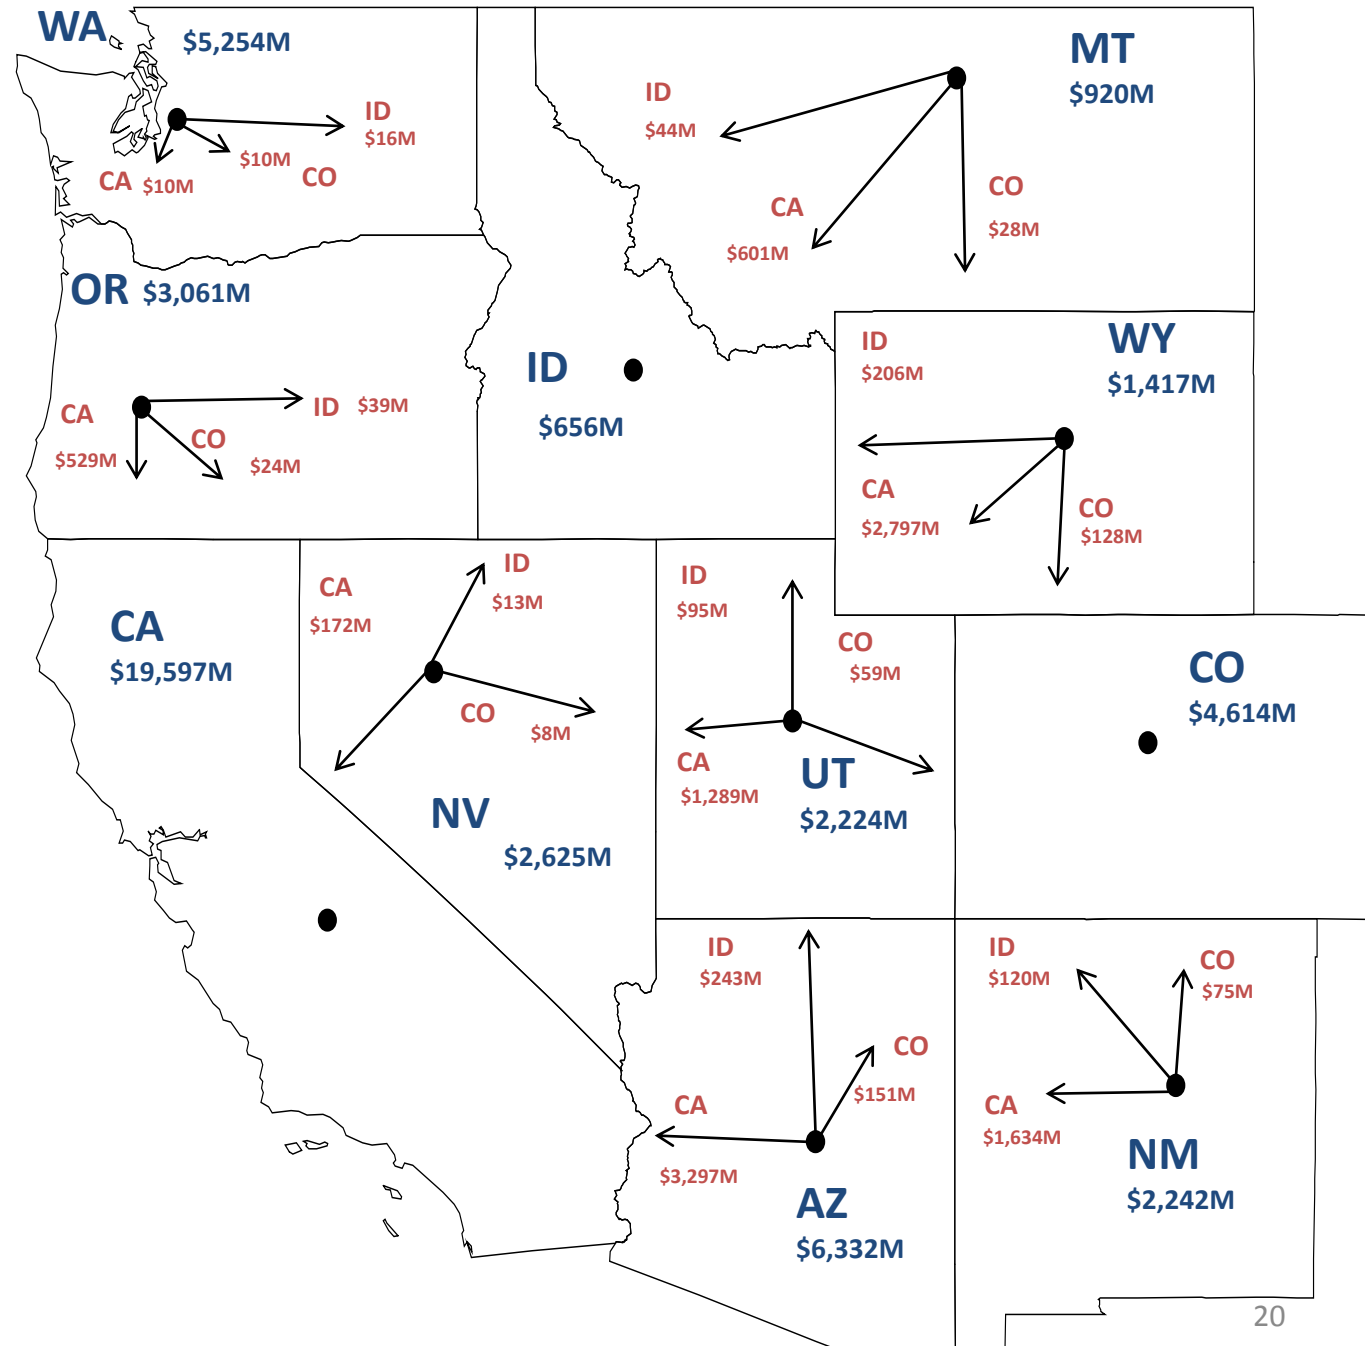 WA
$5,254M
ID
$16M
$10M
CO
CA $10M
MT
$920M
ID
$44M
CA
$601M
CO
$28M
OR $3,061M
CA
$529M
CO
$24M
ID $39M
ID
$656M
WY
$1,417M
ID
$206M
CA
$2,797M
CO
$128M
CA
$19,597M
CA
$172M
ID
$13M
CO
$8M
NV
$2,625M
ID
$95M
CO
$59M
CA
$1,289M
UT
$2,224M
CO
$4,614M
ID
$243M
CO
$151M
CA
$3,297M
AZ
$6,332M
ID
$120M
CO
$75M
CA
$1,634M
NM
$2,242M
20